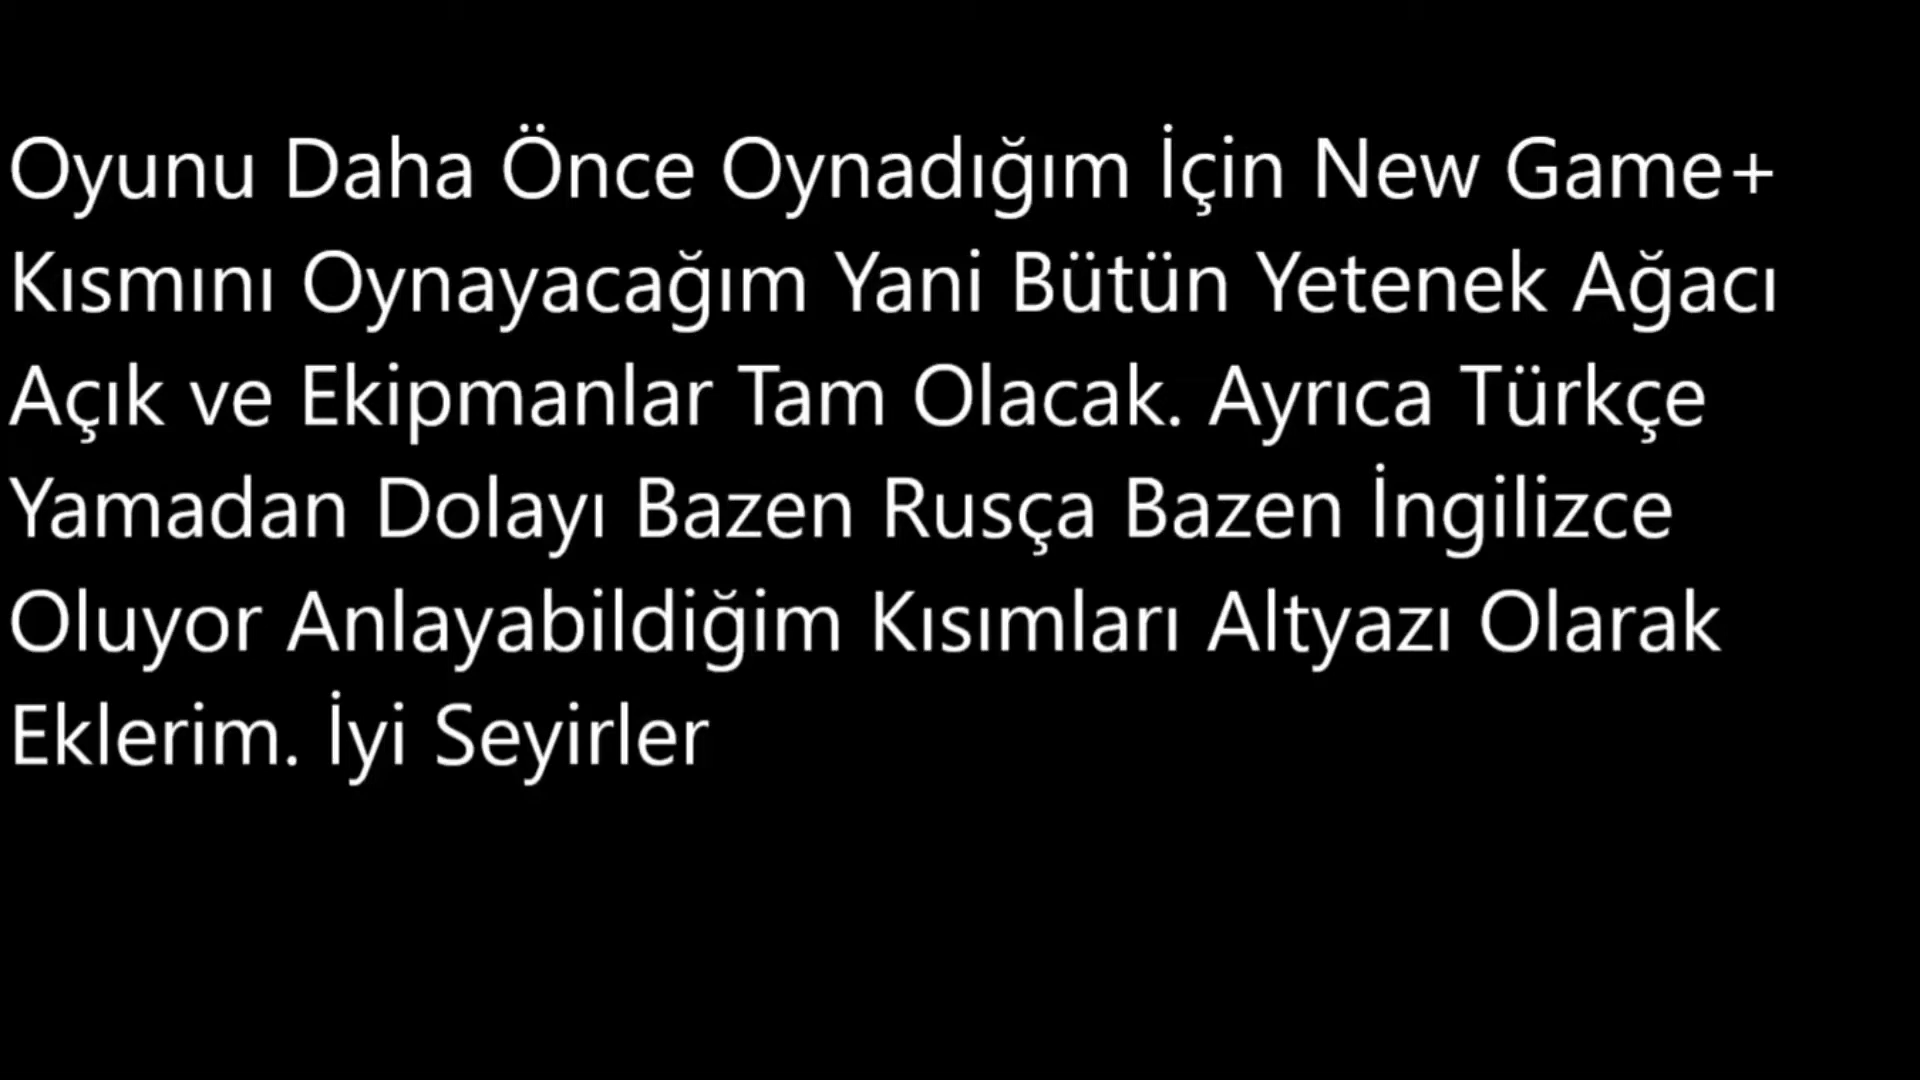 Oyunu Daha Önce Oynadığım İçin New Game+
Kısmını Oynayacağım Yani Bütün Yetenek Ağacı
Açık ve Ekipmanlar Tam Olacak. Ayrıca Türkçe
Yamadan Dolayı Bazen Rusça Bazen İngilizce
Oluyor Anlayabildiğim Kısımları Altyazı Olarak
Eklerim. İyi Seyirler